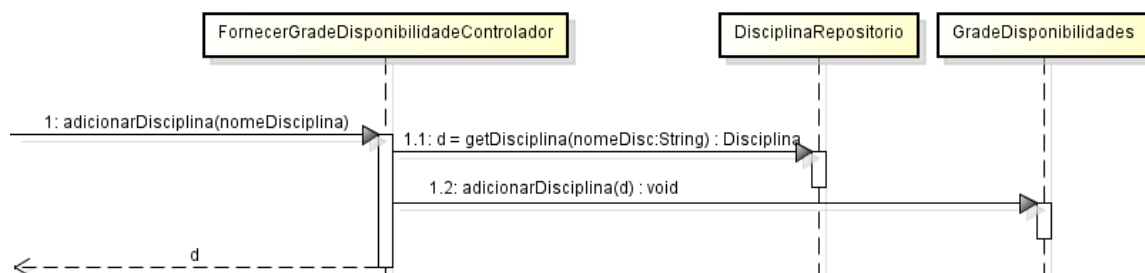 FornecerGradeDisponibilidadeControlador
DisciplinaRepositorio
GradeDisponibilidades
1: adicionarDisciplina(nomeDisciplina)
1.1: d = getDisciplina(nomeDisc:String) : Disciplina
1.2: adicionarDisciplina(d) : void
d